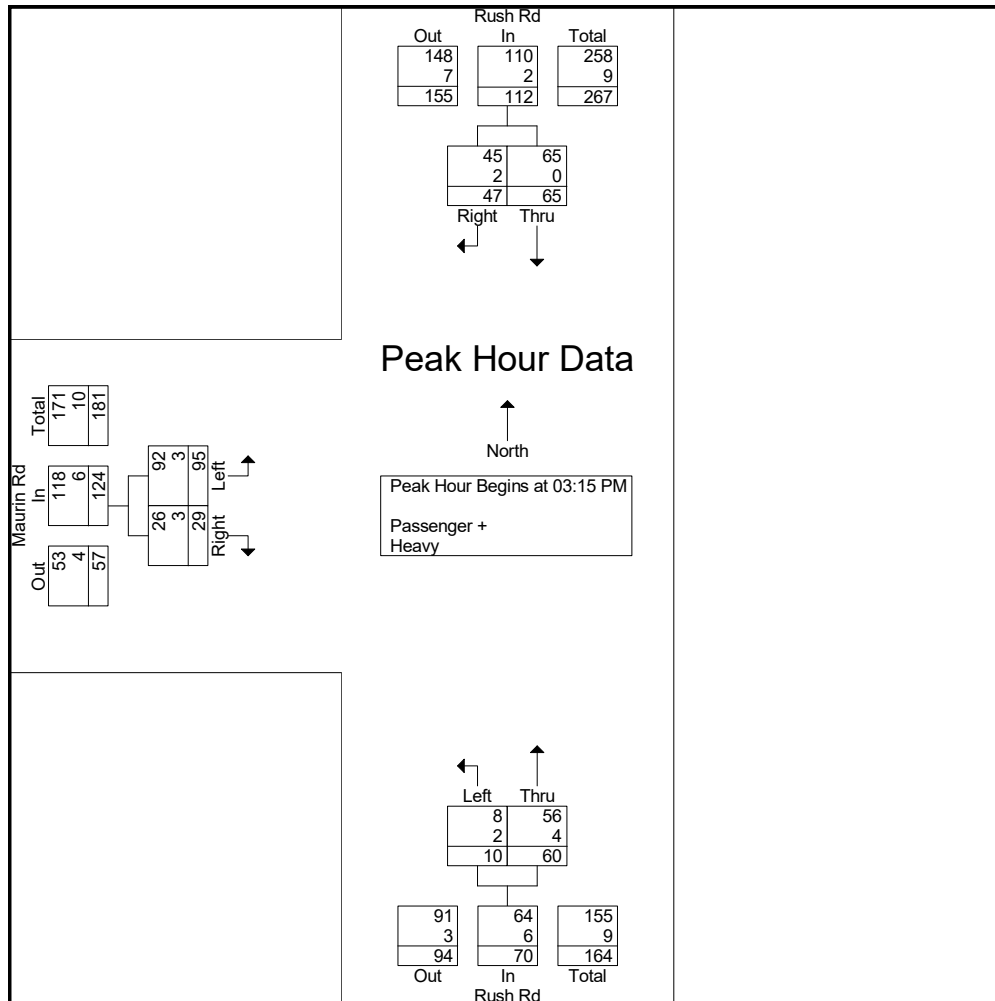 Rush Rd
Out In Total
148 110 258
7 2 9
155 112 267
45 65
2 0
47 65
Right Thru
Peak Hour Data
North
Peak Hour Begins at 03:15 PM
Passenger +
Heavy
Maurin Rd
Out In Total
53 118 171
4 6 10
57 124 181
26 92
3 3
29 95
Right Left
Left Thru
8 56
2 4
10 60
91 64 155
3 6 9
94 70 164
Out In Total
Rush Rd